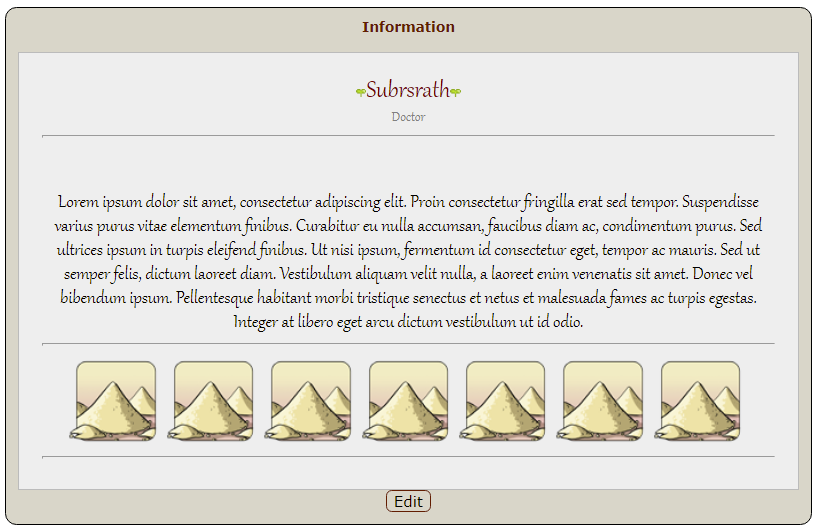 Information
Subrsrath
Doctor
Lorem ipsum dolor sit amet, consectetur adipiscing elit. Proin consectetur fringilla erat sed tempor. Suspendisse
varius purus vitae elementum finibus. Curabitur eu nulla accumsan, faucibus diam ac, condimentum purus. Sed
ultrices ipsum in turpis eleifend finibus. Ut nisi ipsum, fermentum id consectetur eget, tempor ac mauris. Sed ut
semper felis, dictum laoreet diam. Vestibulum aliquam velit nulla, a laoreet enim venenatis sit amet. Donec vel
bibendum ipsum. Pellentesque habitant morbi tristique senectus et netus et malesuada fames ac turpis egestas.
Integer at libero eget arcu dictum vestibulum ut id odio.
Edit